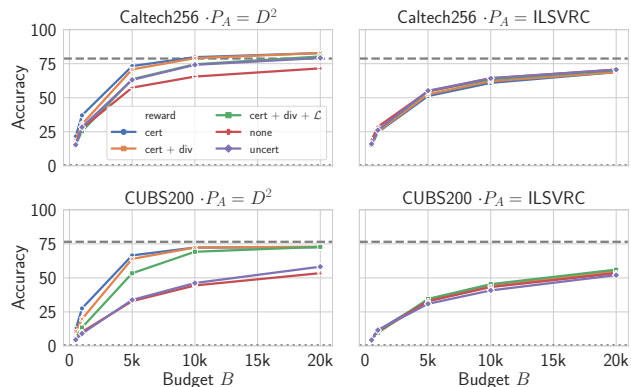 Caltech256 ·P_A = D²
Caltech256 ·P_A = ILSVRC
100
75
50
25
0
Accuracy
reward
cert
cert + div
cert + div + ℒ
none
uncert
CUBS200 ·P_A = D²
CUBS200 ·P_A = ILSVRC
100
75
50
25
0
Accuracy
0 5k 10k 15k 20k
0 5k 10k 15k 20k
Budget B
Budget B